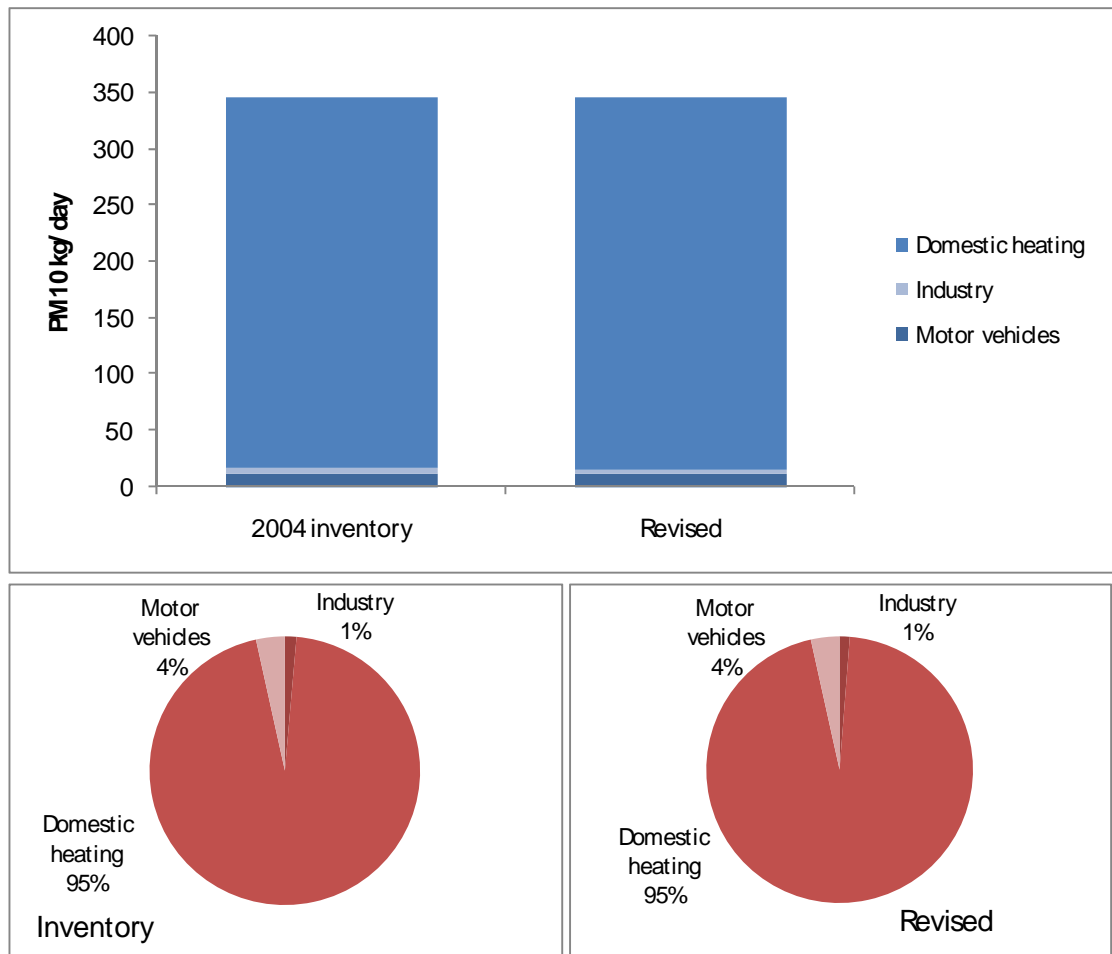 400
350
300
250
200
150
100
50
0
PM10 kg/day
2004 inventory
Revised
Domestic heating
Industry
Motor vehicles
Motor
vehicles
4%
Industry
1%
Domestic
heating
95%
Inventory
Motor
vehicles
4%
Industry
1%
Domestic
heating
95%
Revised